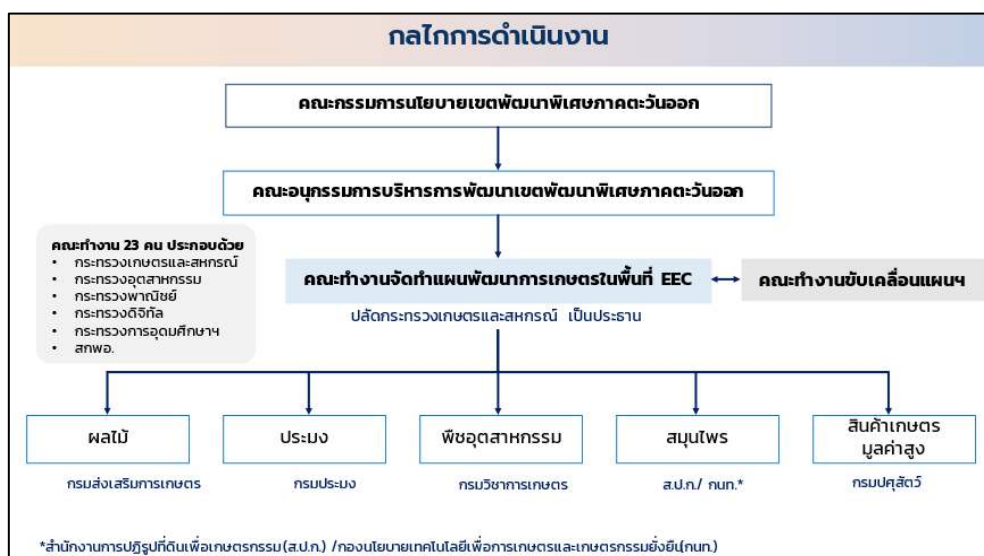 กลไกการดำเนินงาน
คณะกรรมการนโยบายเขตพัฒนาพิเศษภาคตะวันออก
คณะอนุกรรมการบริหารการพัฒนาเขตพัฒนาพิเศษภาคตะวันออก
คณะทำงาน 23 คน ประกอบด้วย
• กระทรวงเกษตรและสหกรณ์
• กระทรวงอุตสาหกรรม
• กระทรวงพาณิชย์
• กระทรวงดิจิทัล
• กระทรวงการอุดมศึกษาฯ
• สกพอ.
คณะทำงานจัดทำแผนพัฒนาการเกษตรในพื้นที่ EEC
คณะทำงานขับเคลื่อนแผนฯ
ปลัดกระทรวงเกษตรและสหกรณ์ เป็นประธาน
ผลไม้
ประมง
พืชอุตสาหกรรม
สมุนไพร
สินค้าเกษตร
มูลค่าสูง
กรมส่งเสริมการเกษตร
กรมประมง
กรมวิชาการเกษตร
ส.ป.ก./ กนท.*
กรมปศุสัตว์
*สำนักงานการปฏิรูปที่ดินเพื่อเกษตรกรรม(ส.ป.ก.) /กองนโยบายเทคโนโลยีเพื่อการเกษตรและเกษตรกรรมยั่งยืน(กนท.)